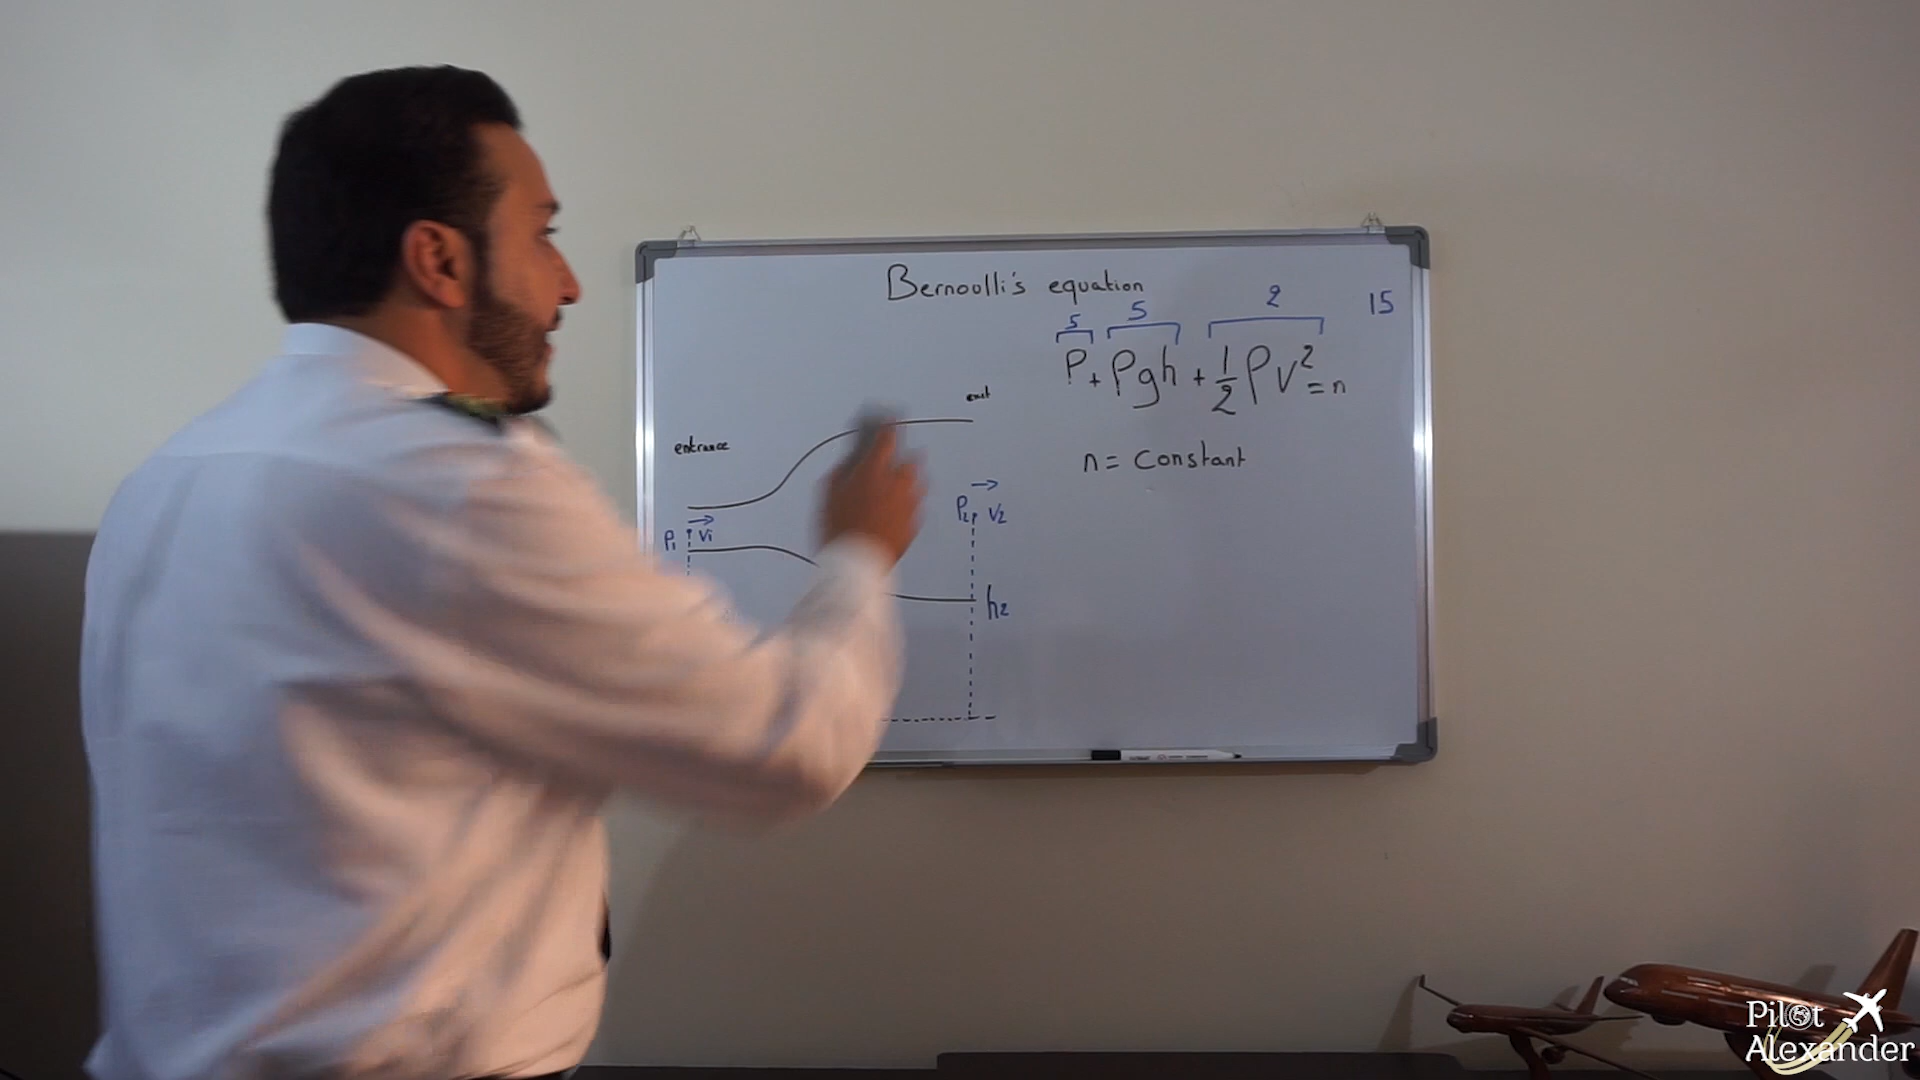 Bernoulli's equation
5 5 2 15
P + ρgh + 1/2 ρv² = n
n = constant
entrance
exit
P₁ v₁
P₂ v₂
h₂
Pilot
Alexander